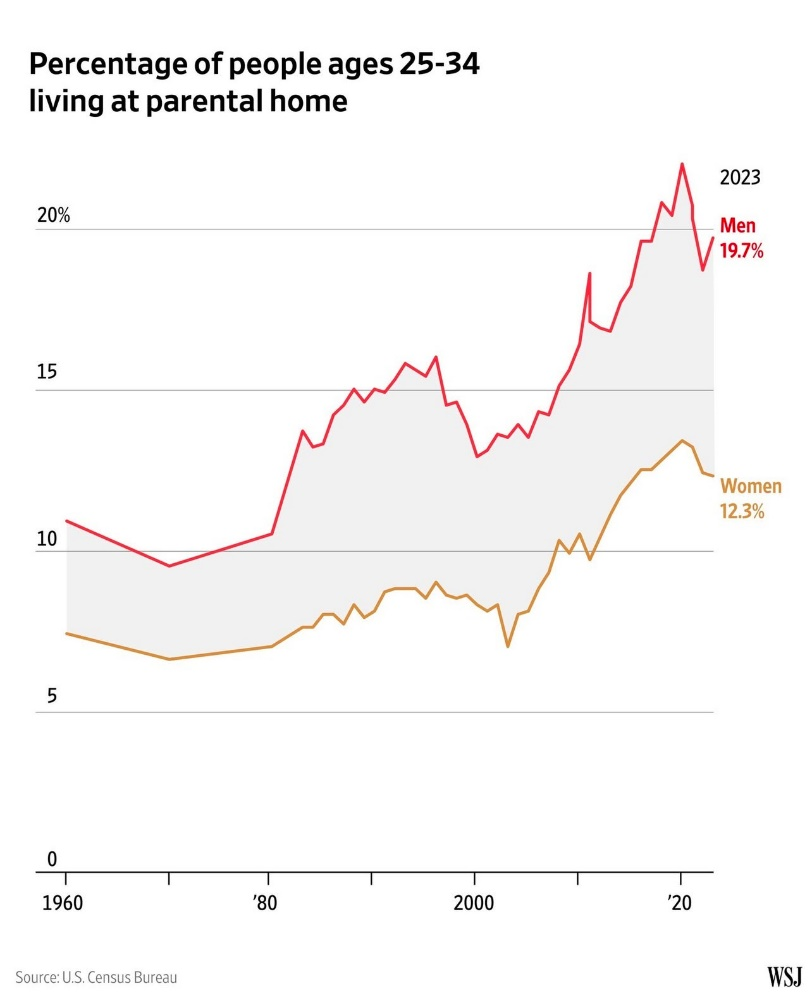 Percentage of people ages 25-34
living at parental home
2023
20%
Men
19.7%
15
10
Women
12.3%
5
0
1960 '80 2000 '20
Source: U.S. Census Bureau
WSJ